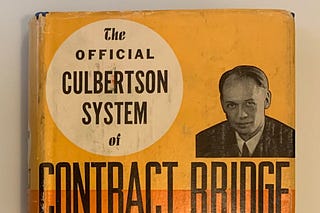 The
OFFICIAL
CULBERTSON
SYSTEM
of
CONTRACT BRIDGE